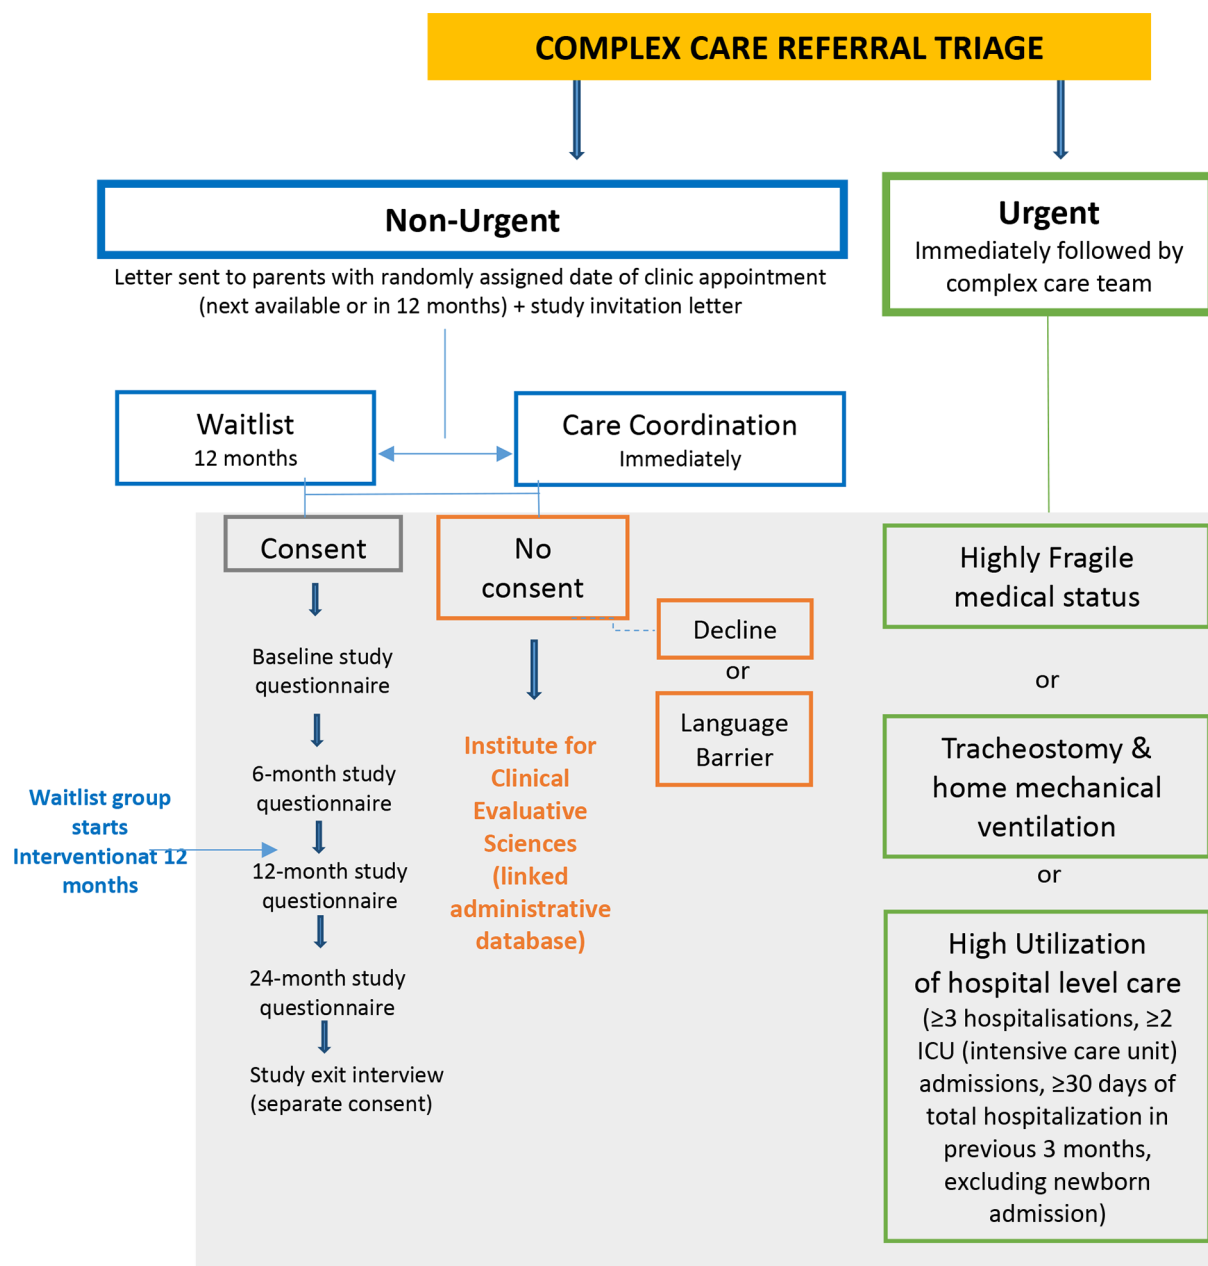 COMPLEX CARE REFERRAL TRIAGE
Non-Urgent
Letter sent to parents with randomly assigned date of clinic appointment
(next available or in 12 months) + study invitation letter
Urgent
Immediately followed by
complex care team
Waitlist
12 months
Care Coordination
Immediately
Consent
Baseline study
questionnaire
6-month study
questionnaire
Waitlist group
starts
Interventionat 12
months
12-month study
questionnaire
24-month study
questionnaire
Study exit interview
(separate consent)
No
consent
Decline
or
Language
Barrier
Institute for
Clinical
Evaluative
Sciences
(linked
administrative
database)
Highly Fragile
medical status
or
Tracheostomy &
home mechanical
ventilation
or
High Utilization
of hospital level care
(≥3 hospitalisations, ≥2
ICU (intensive care unit)
admissions, ≥30 days of
total hospitalization in
previous 3 months,
excluding newborn
admission)